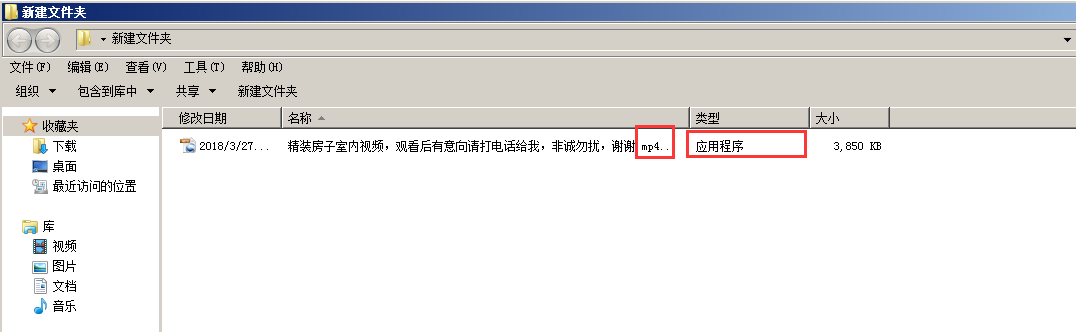 新建文件夹
新建文件夹
文件(F) 编辑(E) 查看(V) 工具(T) 帮助(H)
组织 包含到库中 共享 新建文件夹
收藏夹
下载
桌面
最近访问的位置
库
视频
图片
文档
音乐
修改日期 名称 类型 大小
2018/3/27... 精装房子室内视频，观看后有意向请打电话给我，非诚勿扰，谢谢 mp4.. 应用程序 3,850 KB